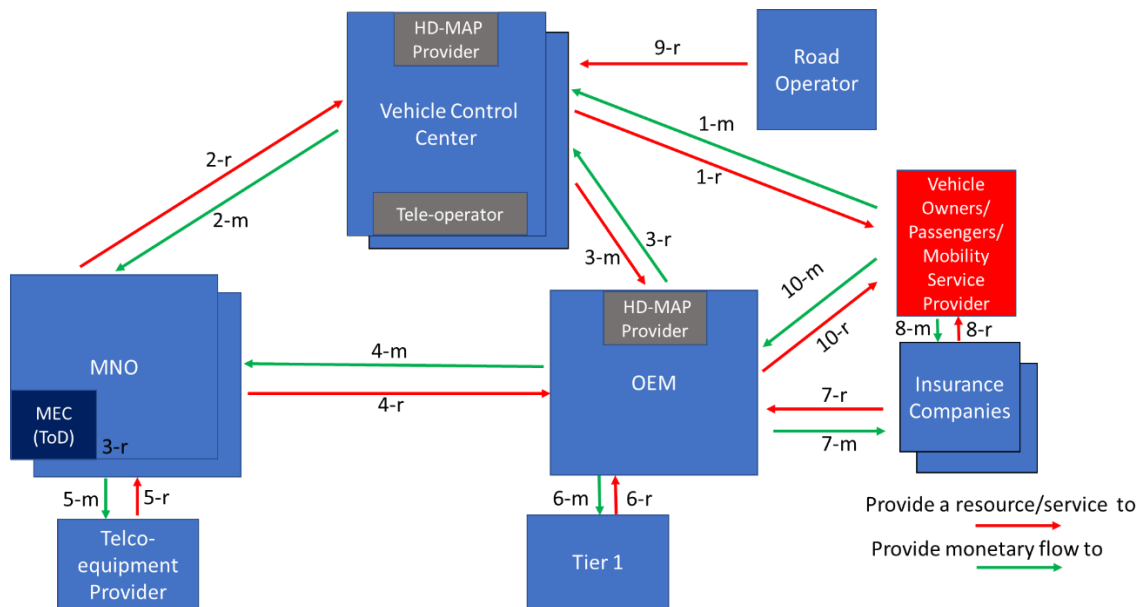 HD-MAP
Provider
Vehicle Control
Center
Tele-operator
9-r
Road
Operator
1-m
1-r
2-r
2-m
3-r
3-m
Vehicle
Owners/
Passengers/
Mobility
Service
Provider
10-m
10-r
8-m
8-r
MNO
MEC
(ToD)
3-r
4-m
4-r
HD-MAP
Provider
OEM
7-r
7-m
Insurance
Companies
5-m
5-r
6-m
6-r
Telco-
equipment
Provider
Tier 1
Provide a resource/service to
Provide monetary flow to